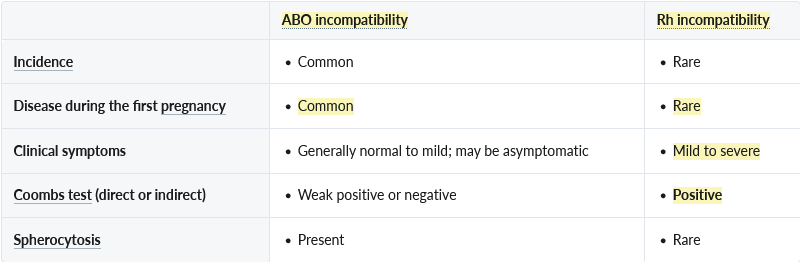 ABO incompatibility Rh incompatibility
Incidence • Common • Rare
Disease during the first pregnancy • Common • Rare
Clinical symptoms • Generally normal to mild; may be asymptomatic • Mild to severe
Coombs test (direct or indirect) • Weak positive or negative • Positive
Spherocytosis • Present • Rare